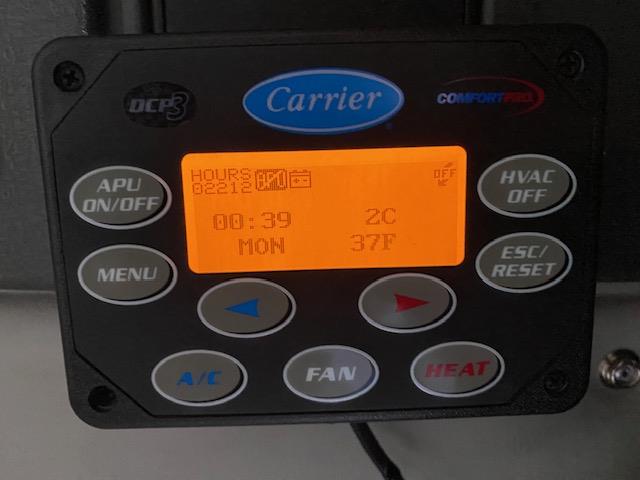 DCP3
Carrier
COMFORTPRO
APU
ON/OFF
HOURS
02212
APU
OFF
00:39
2C
MON
37F
HVAC
OFF
MENU
ESC/
RESET
A/C
FAN
HEAT